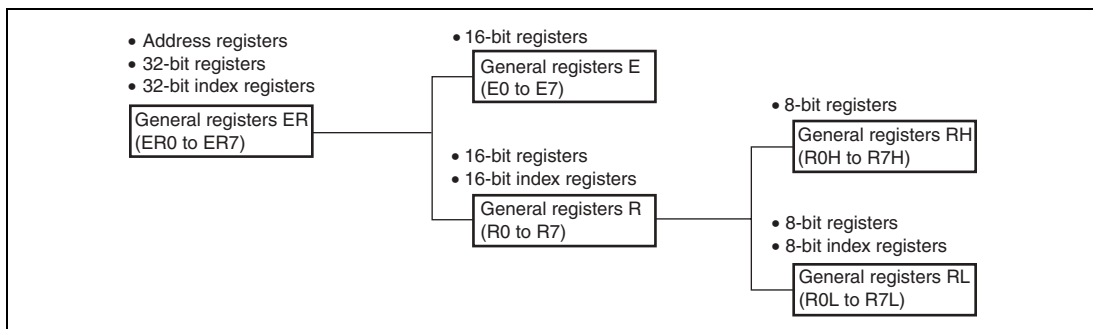 • Address registers
• 32-bit registers
• 32-bit index registers
General registers ER
(ER0 to ER7)
• 16-bit registers
General registers E
(E0 to E7)
• 16-bit registers
• 16-bit index registers
General registers R
(R0 to R7)
• 8-bit registers
General registers RH
(R0H to R7H)
• 8-bit registers
• 8-bit index registers
General registers RL
(R0L to R7L)